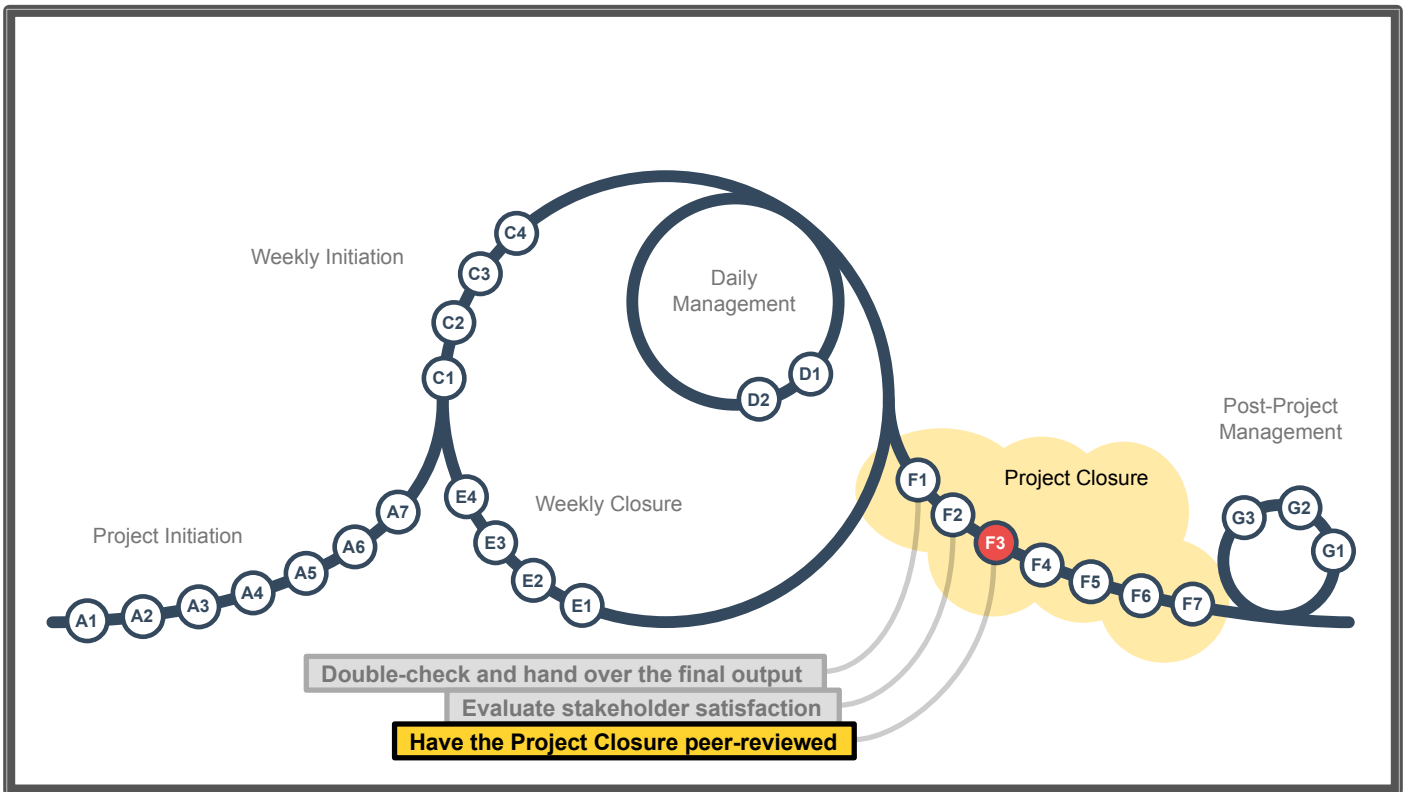 C4
Weekly Initiation
C3
Daily
Management
C2
C1
D1
D2
Post-Project
Management
F1
Project Closure
E4
Weekly Closure
A7
F2
G3
G2
Project Initiation
A6
E3
F3
G1
A5
E2
F4
A4
F5
A3
E1
F6
F7
A2
A1
Double-check and hand over the final output
Evaluate stakeholder satisfaction
Have the Project Closure peer-reviewed